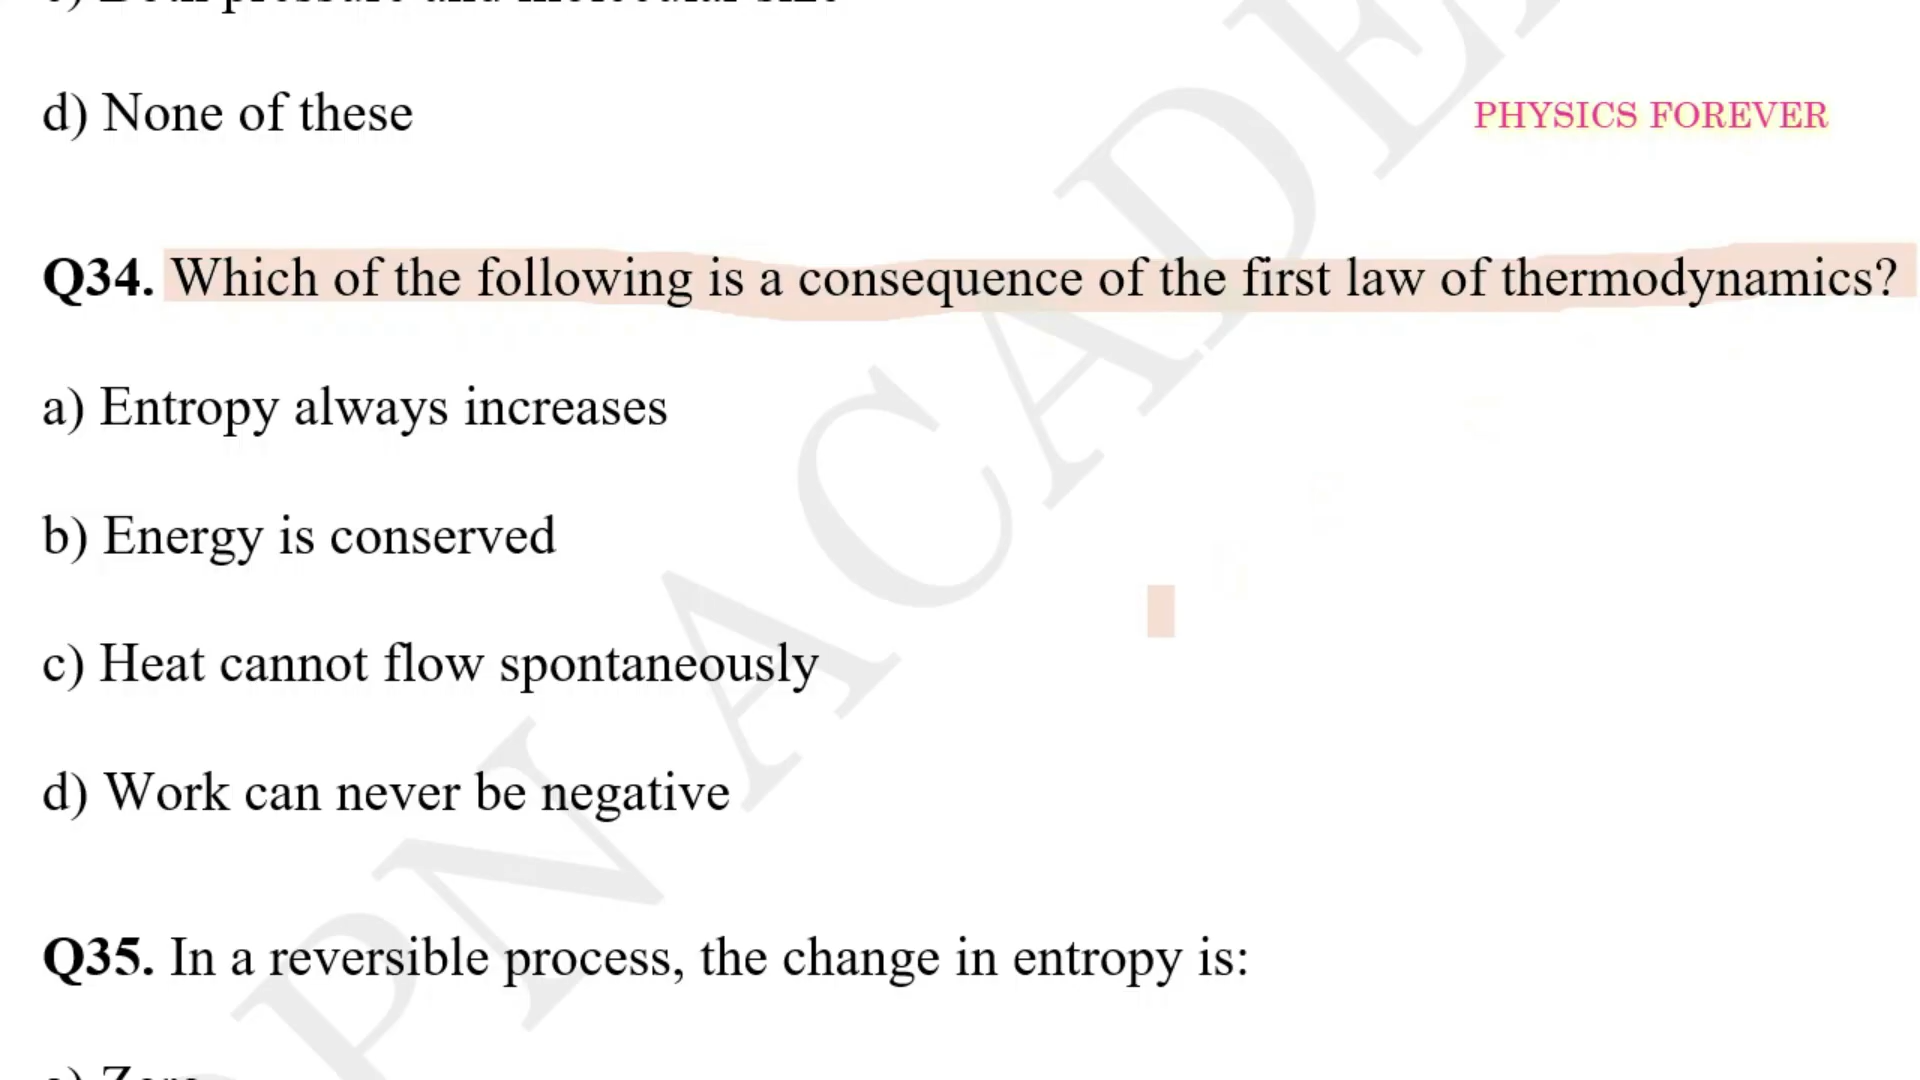 d) None of these
PHYSICS FOREVER
Q34. Which of the following is a consequence of the first law of thermodynamics?
a) Entropy always increases
b) Energy is conserved
c) Heat cannot flow spontaneously
d) Work can never be negative
Q35. In a reversible process, the change in entropy is:
PN ACADE